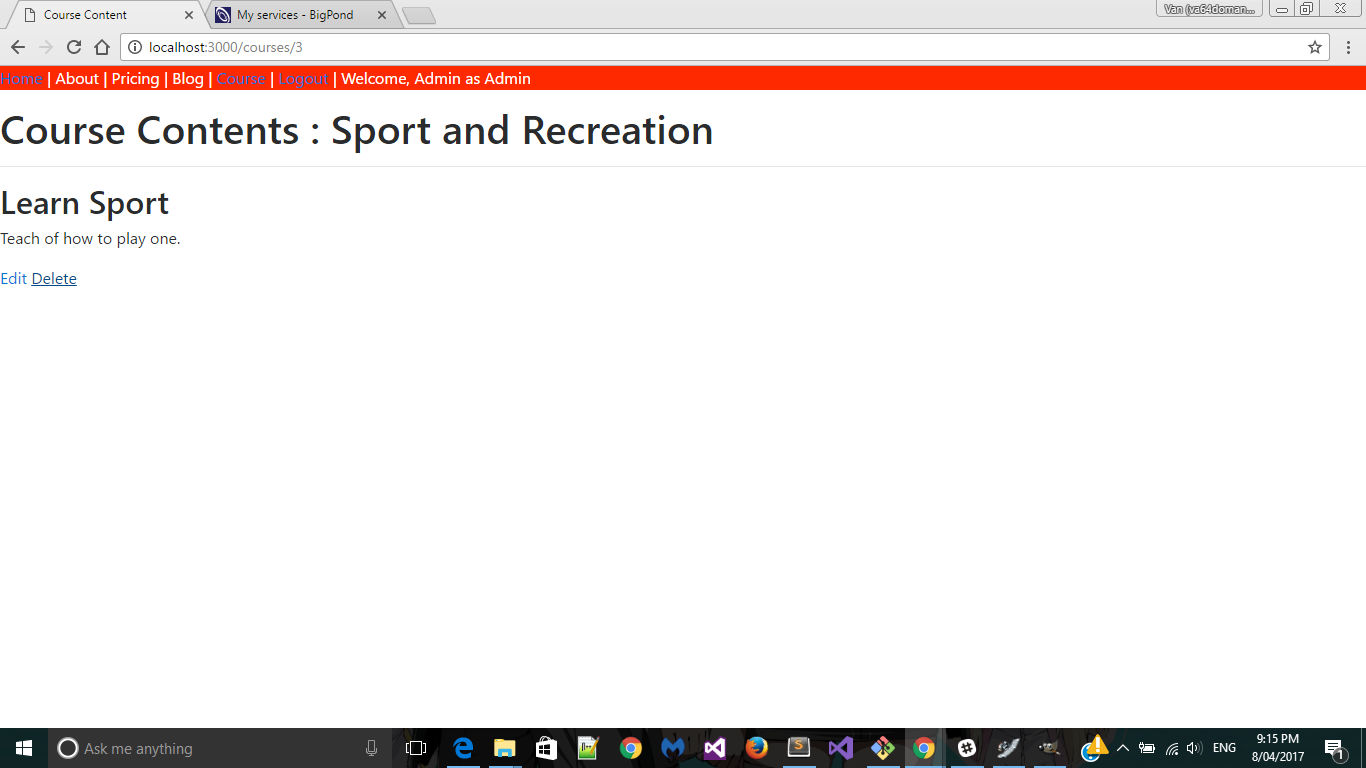 Course Content
My services - BigPond
Van (va64doman...
localhost:3000/courses/3
Home | About | Pricing | Blog | Course | Logout | Welcome, Admin as Admin
Course Contents : Sport and Recreation
Learn Sport
Teach of how to play one.
Edit Delete
Ask me anything
ENG
9:15 PM
8/04/2017
1